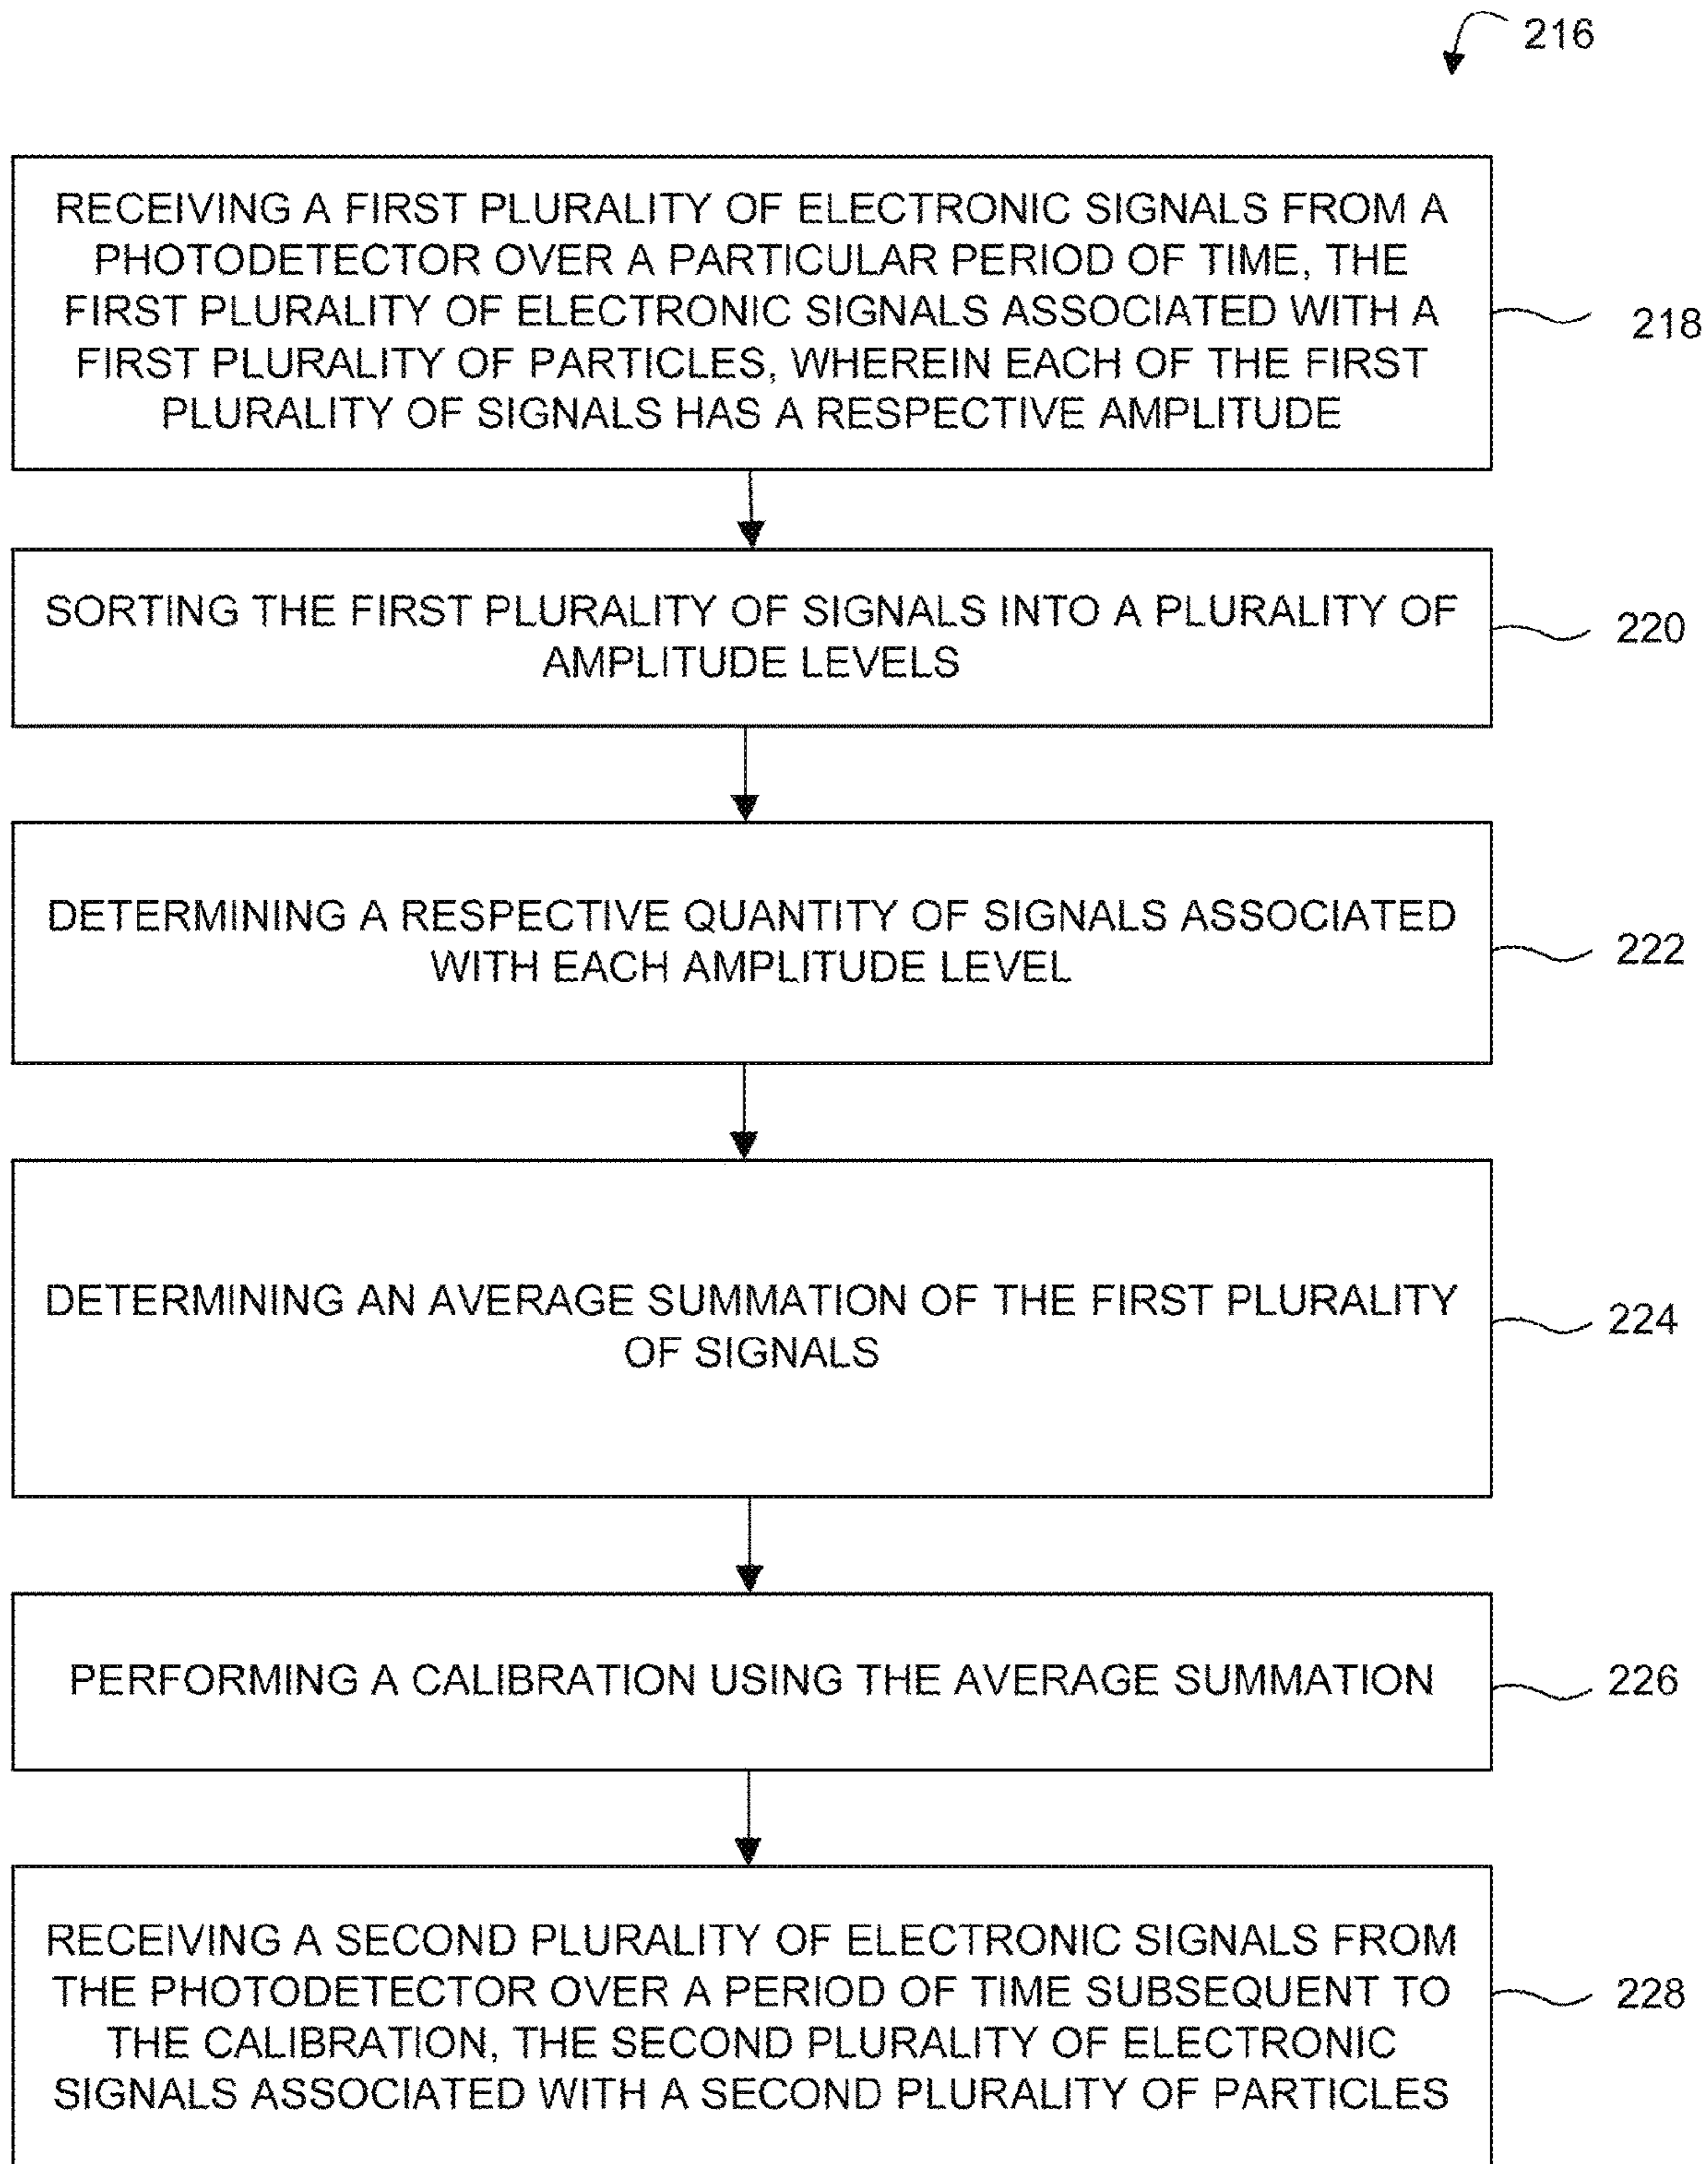 216
RECEIVING A FIRST PLURALITY OF ELECTRONIC SIGNALS FROM A
PHOTODETECTOR OVER A PARTICULAR PERIOD OF TIME, THE
FIRST PLURALITY OF ELECTRONIC SIGNALS ASSOCIATED WITH A
FIRST PLURALITY OF PARTICLES, WHEREIN EACH OF THE FIRST
PLURALITY OF SIGNALS HAS A RESPECTIVE AMPLITUDE
218
SORTING THE FIRST PLURALITY OF SIGNALS INTO A PLURALITY OF
AMPLITUDE LEVELS
220
DETERMINING A RESPECTIVE QUANTITY OF SIGNALS ASSOCIATED
WITH EACH AMPLITUDE LEVEL
222
DETERMINING AN AVERAGE SUMMATION OF THE FIRST PLURALITY
OF SIGNALS
224
PERFORMING A CALIBRATION USING THE AVERAGE SUMMATION
226
RECEIVING A SECOND PLURALITY OF ELECTRONIC SIGNALS FROM
THE PHOTODETECTOR OVER A PERIOD OF TIME SUBSEQUENT TO
THE CALIBRATION, THE SECOND PLURALITY OF ELECTRONIC
SIGNALS ASSOCIATED WITH A SECOND PLURALITY OF PARTICLES
228